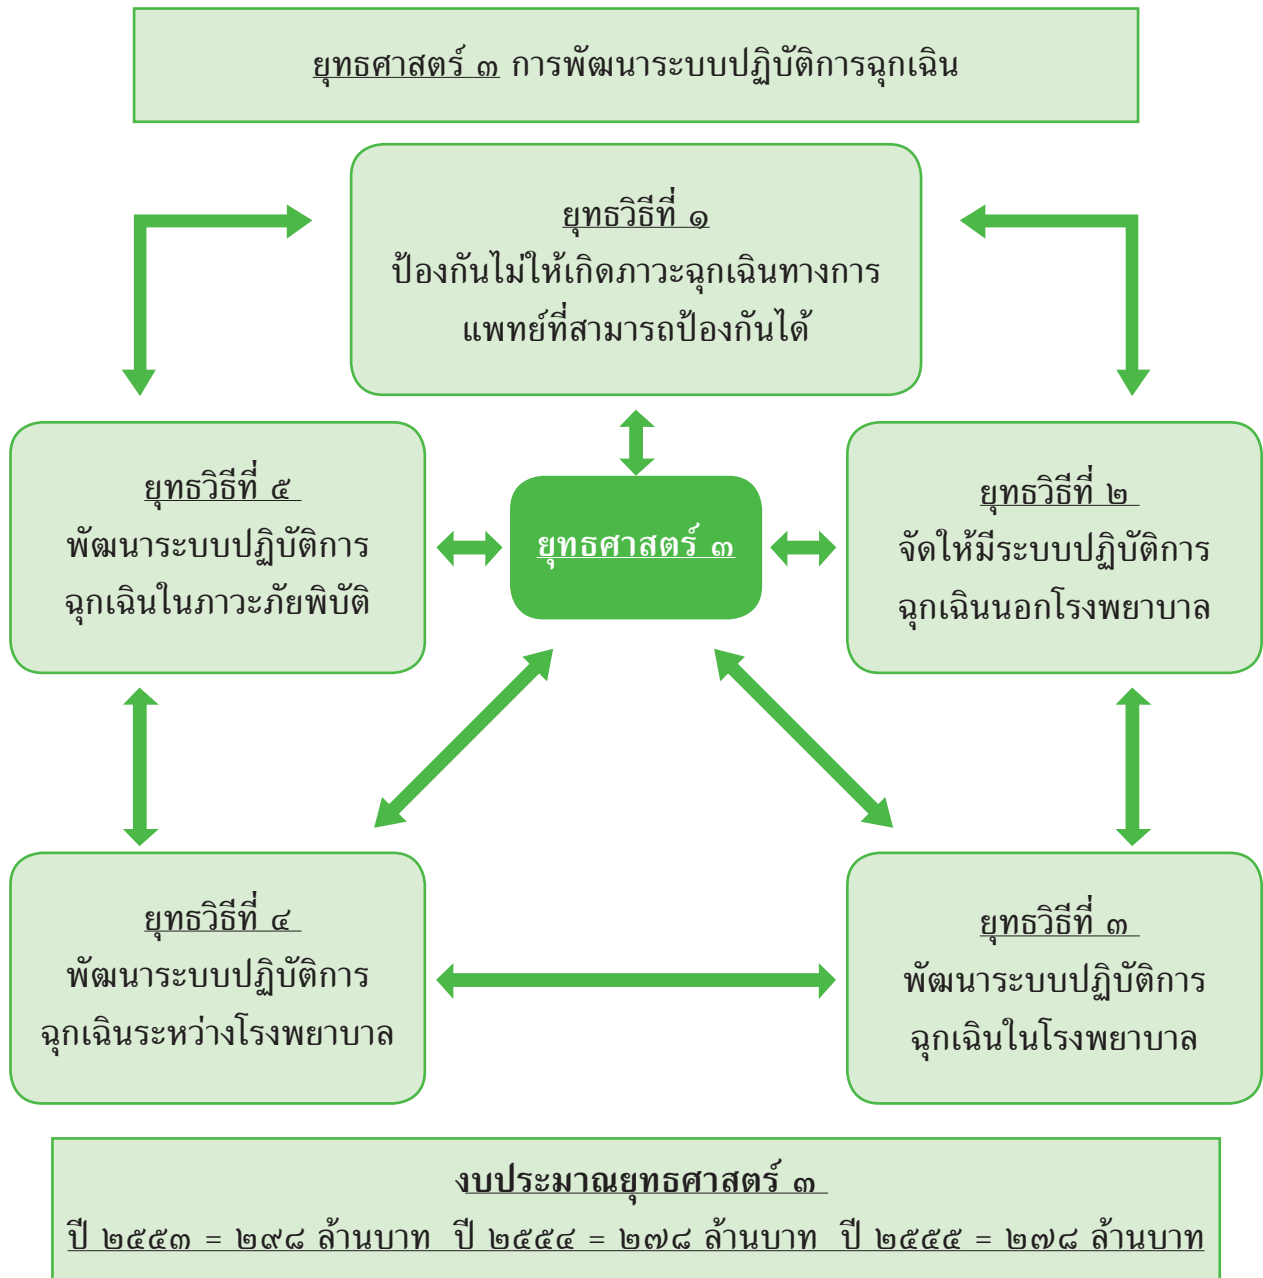 ยุทธศาสตร์ ๓ การพัฒนาระบบปฏิบัติการฉุกเฉิน
ยุทธวิธีที่ ๑
ป้องกันไม่ให้เกิดภาวะฉุกเฉินทางการ
แพทย์ที่สามารถป้องกันได้
ยุทธวิธีที่ ๕
พัฒนาระบบปฏิบัติการ
ฉุกเฉินในภาวะภัยพิบัติ
ยุทธศาสตร์ ๓
ยุทธวิธีที่ ๒
จัดให้มีระบบปฏิบัติการ
ฉุกเฉินนอกโรงพยาบาล
ยุทธวิธีที่ ๔
พัฒนาระบบปฏิบัติการ
ฉุกเฉินระหว่างโรงพยาบาล
ยุทธวิธีที่ ๓
พัฒนาระบบปฏิบัติการ
ฉุกเฉินในโรงพยาบาล
งบประมาณยุทธศาสตร์ ๓
ปี ๒๕๕๓ = ๒๙๘ ล้านบาท ปี ๒๕๕๔ = ๒๗๘ ล้านบาท ปี ๒๕๕๕ = ๒๗๘ ล้านบาท